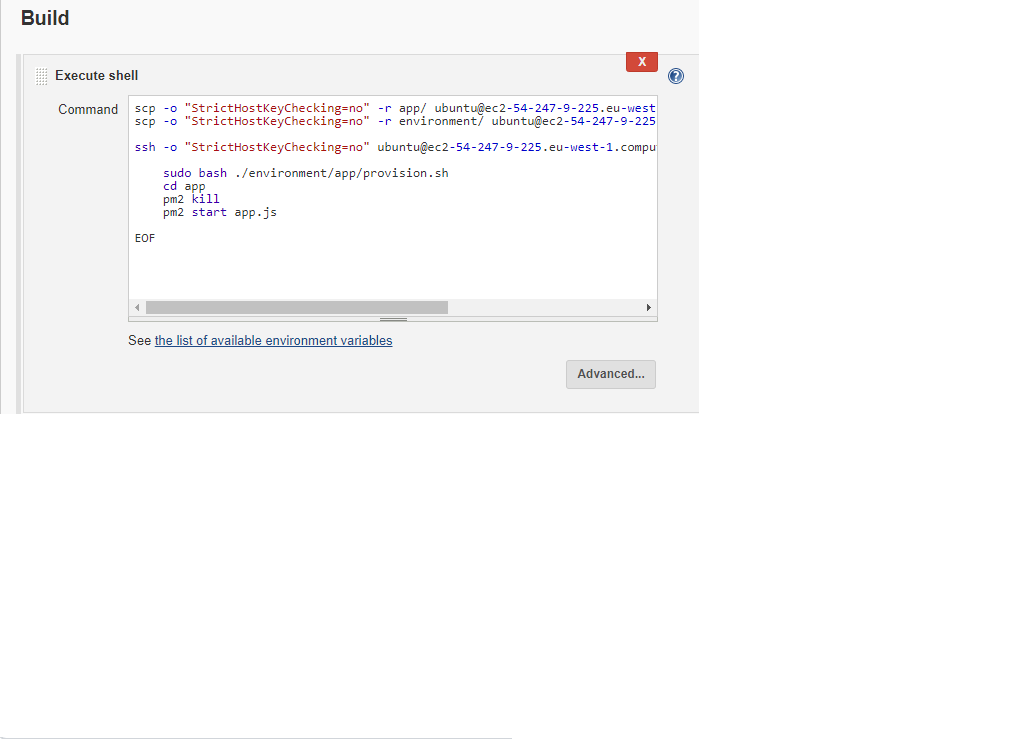 Build
X
Execute shell
?
Command
scp -o "StrictHostKeyChecking=no" -r app/ ubuntu@ec2-54-247-9-225.eu-west
scp -o "StrictHostKeyChecking=no" -r environment/ ubuntu@ec2-54-247-9-225
ssh -o "StrictHostKeyChecking=no" ubuntu@ec2-54-247-9-225.eu-west-1.compu
sudo bash ./environment/app/provision.sh
cd app
pm2 kill
pm2 start app.js
EOF
See the list of available environment variables
Advanced...